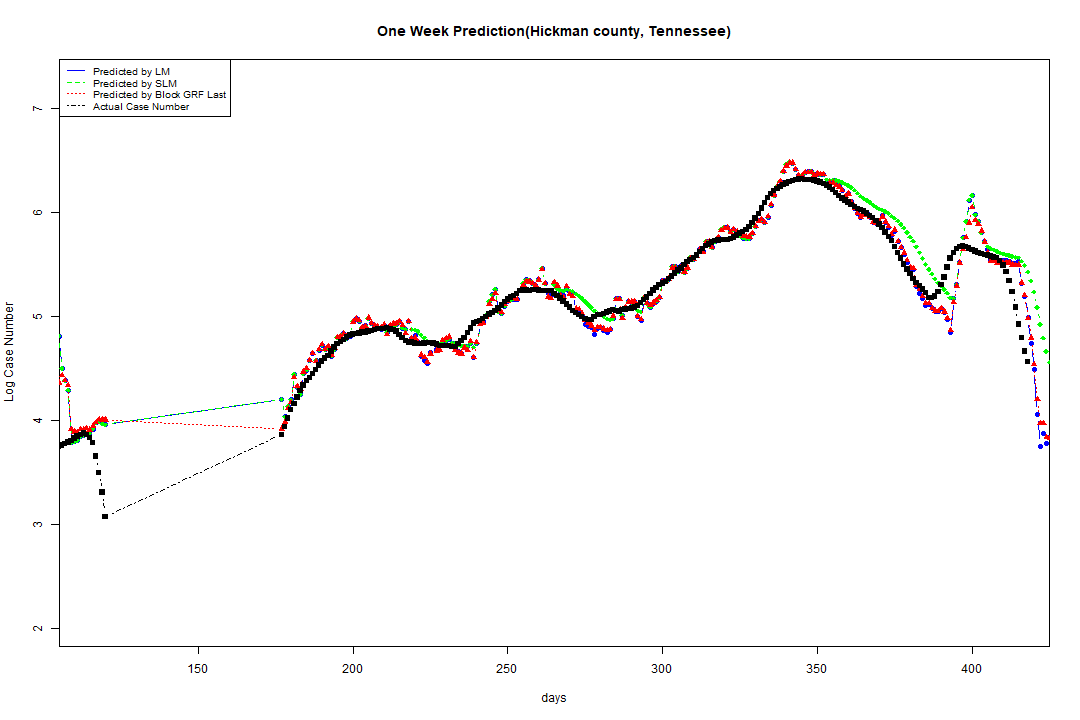 One Week Prediction(Hickman county, Tennessee)
Predicted by LM
Predicted by SLM
Predicted by Block GRF Last
Actual Case Number
7
6
5
4
3
2
Log Case Number
150 200 250 300 350 400
days